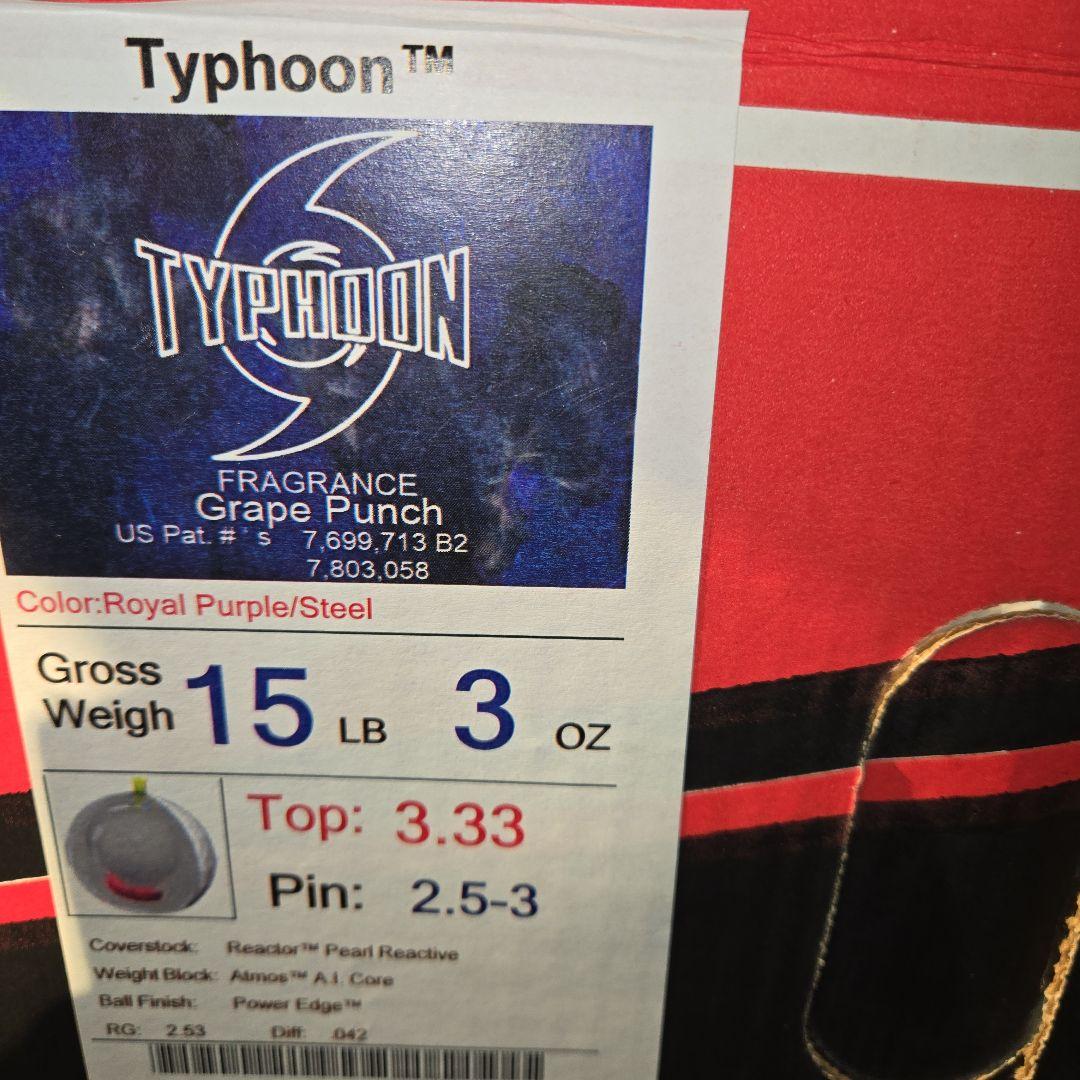 Typhoon™
TYPHOON
FRAGRANCE
Grape Punch
US Pat. #'s 7,699,713 B2
7,803,058
Color:Royal Purple/Steel
Gross
Weigh 15 LB 3 OZ
Top: 3.33
Pin: 2.5-3
Coverstock: Reactor™ Pearl Reactive
Weight Block: Atmos™ A.I. Core
Ball Finish: Power Edge™
RG: 2.53 Diff: .042